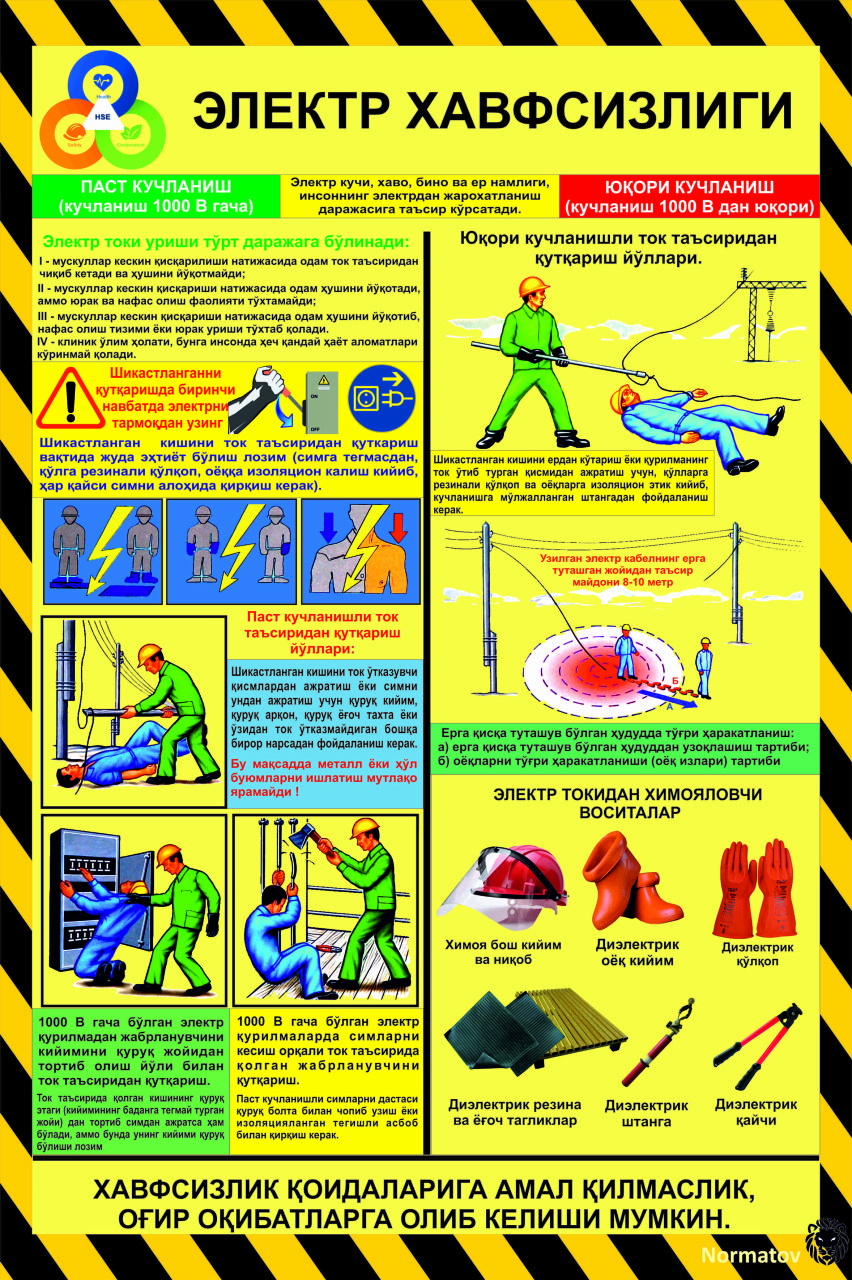 Health
HSE
Safety
Environment
ЭЛЕКТР ХАВФСИЗЛИГИ
ПАСТ КУЧЛАНИШ
(кучланиш 1000 В гача)
Электр кучи, хаво, бино ва ер намлиги,
инсоннинг электрдан жарохатланиш
даражасига таъсир кўрсатади.
ЮҚОРИ КУЧЛАНИШ
(кучланиш 1000 В дан юқори)
Электр токи уриши тўрт даражага бўлинади:
I - мускуллар кескин қисқарилиши натижасида одам ток таъсиридан
чиқиб кетади ва ҳушини йўқотмайди;
II - мускуллар кескин қисқариши натижасида одам ҳушини йўқотади,
аммо юрак ва нафас олиш фаолияти тўхтамайди;
III - мускуллар кескин қисқариши натижасида одам ҳушини йўқотиб,
нафас олиш тизими ёки юрак уриши тўхтаб қолади.
IV - клиник ўлим ҳолати, бунга инсонда ҳеч қандай ҳаёт аломатлари
кўринмай қолади.
Шикастланганни
қутқаришда биринчи
навбатда электрни
тармоқдан узинг
ON
OFF
Шикастланган кишини ток таъсиридан қуткариш
вақтида жуда эҳтиёт бўлиш лозим (симга тегмасдан,
қўлга резинали қўлқоп, оёққа изоляцион калиш кийиб,
ҳар қайси симни алоҳида қирқиш керак).
Паст кучланишли ток
таъсиридан қутқариш
йўллари:
Шикастланган кишини ток ўтказувчи
қисмлардан ажратиш ёки симни
ундан ажратиш учун қуруқ кийим,
қуруқ арқон, қуруқ ёғоч тахта ёки
ўзидан ток ўтказмайдиган бошқа
бирор нарсадан фойдаланиш керак.
Бу мақсадда металл ёки ҳўл
буюмларни ишлатиш мутлақо
ярамайди !
1000 В гача бўлган электр
қурилмадан жабрланувчини
кийимини қуруқ жойидан
тортиб олиш йўли билан
ток таъсиридан қутқариш.
Ток таъсирида қолган кишининг қуруқ
этаги (кийимининг баданга тегмай турган
жойи) дан тортиб симдан ажратса ҳам
бўлади, аммо бунда унинг кийими қуруқ
бўлиши лозим
1000 В гача бўлган электр
қурилмаларда симларни
кесиш орқали ток таъсирида
қолган жабрланувчини
қутқариш.
Паст кучланишли симларни дастаси
қуруқ болта билан чопиб узиш ёки
изоляцияланган тегишли асбоб
билан қирқиш керак.
Юқори кучланишли ток таъсиридан
қутқариш йўллари.
Шикастланган кишини ердан кўтариш ёки қурилманинг
ток ўтиб турган қисмидан ажратиш учун, қўлларга
резинали қўлқоп ва оёқларга изоляцион этик кийиб,
кучланишга мўлжалланган штангадан фойдаланиш
керак.
Узилган электр кабелнинг ерга
туташган жойидан таъсир
майдони 8-10 метр
Б
А
Ерга қисқа туташув бўлган ҳудудда тўғри ҳаракатланиш:
а) ерга қисқа туташув бўлган ҳудуддан узоқлашиш тартиби;
б) оёқларни тўғри ҳаракатланиши (оёқ излари) тартиби
ЭЛЕКТР ТОКИДАН ХИМОЯЛОВЧИ
ВОСИТАЛАР
Химоя бош кийим
ва ниқоб
Диэлектрик
оёқ кийим
Диэлектрик
қўлқоп
Диэлектрик резина
ва ёғоч тагликлар
Диэлектрик
штанга
Диэлектрик
қайчи
ХАВФСИЗЛИК ҚОИДАЛАРИГА АМАЛ ҚИЛМАСЛИК,
ОҒИР ОҚИБАТЛАРГА ОЛИБ КЕЛИШИ МУМКИН.
Normatov